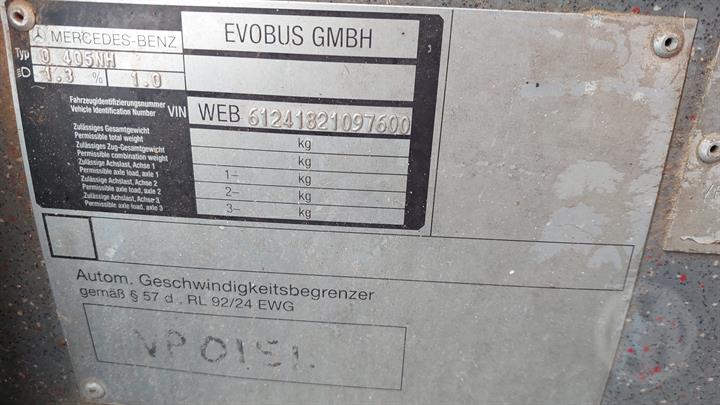 MERCEDES-BENZ EVOBUS GMBH
Typ O 405NH
1.3 % 1.0
Fahrzeugidentifizierungsnummer
Vehicle Identification Number VIN WEB 61241821097600
Zulässiges Gesamtgewicht
Permissible total weight kg
Zulässiges Zug-Gesamtgewicht
Permissible combination weight kg
Zulässige Achslast, Achse 1
Permissible axle load, axle 1 1– kg
Zulässige Achslast, Achse 2
Permissible axle load, axle 2 2– kg
Zulässige Achslast, Achse 3
Permissible axle load, axle 3 3– kg
Autom. Geschwindigkeitsbegrenzer
gemäß § 57 d , RL 92/24 EWG
VP 0151.